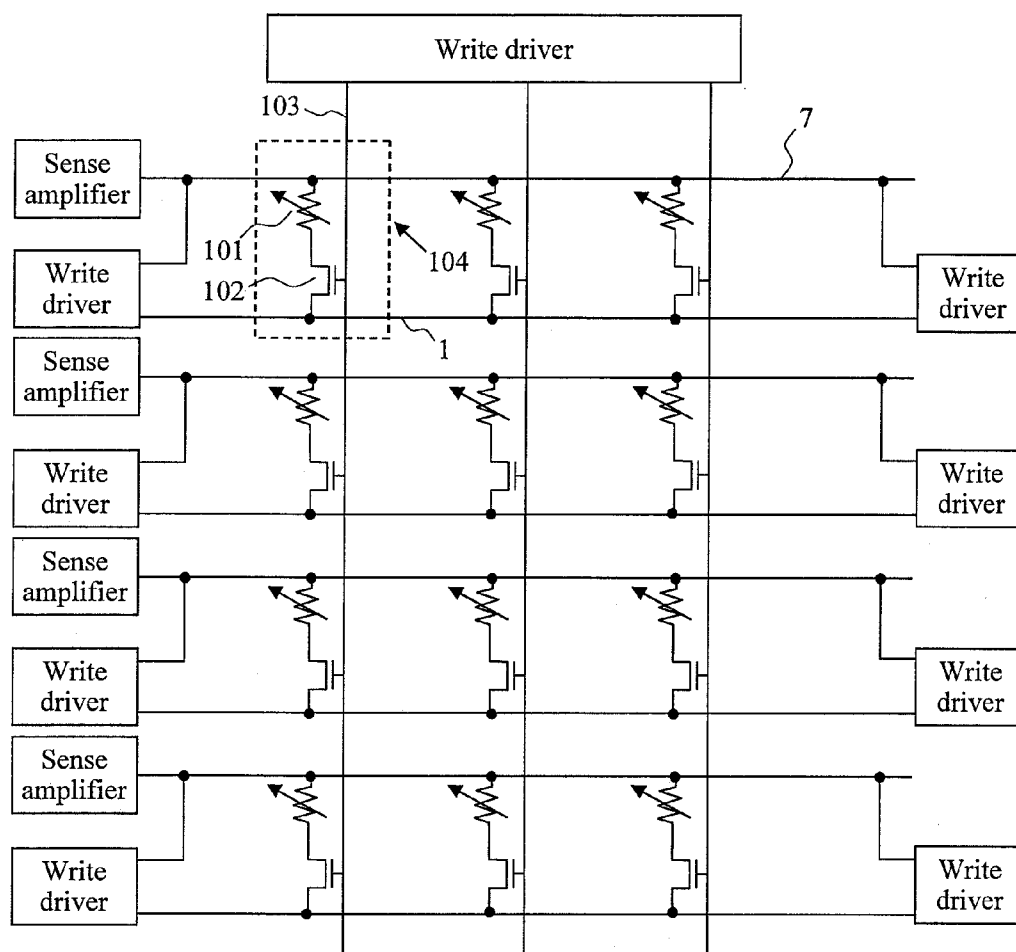 Write driver
103
7
Sense
amplifier
101
104
Write
driver
102
Write
driver
1
Sense
amplifier
Write
driver
Write
driver
Sense
amplifier
Write
driver
Write
driver
Sense
amplifier
Write
driver
Write
driver